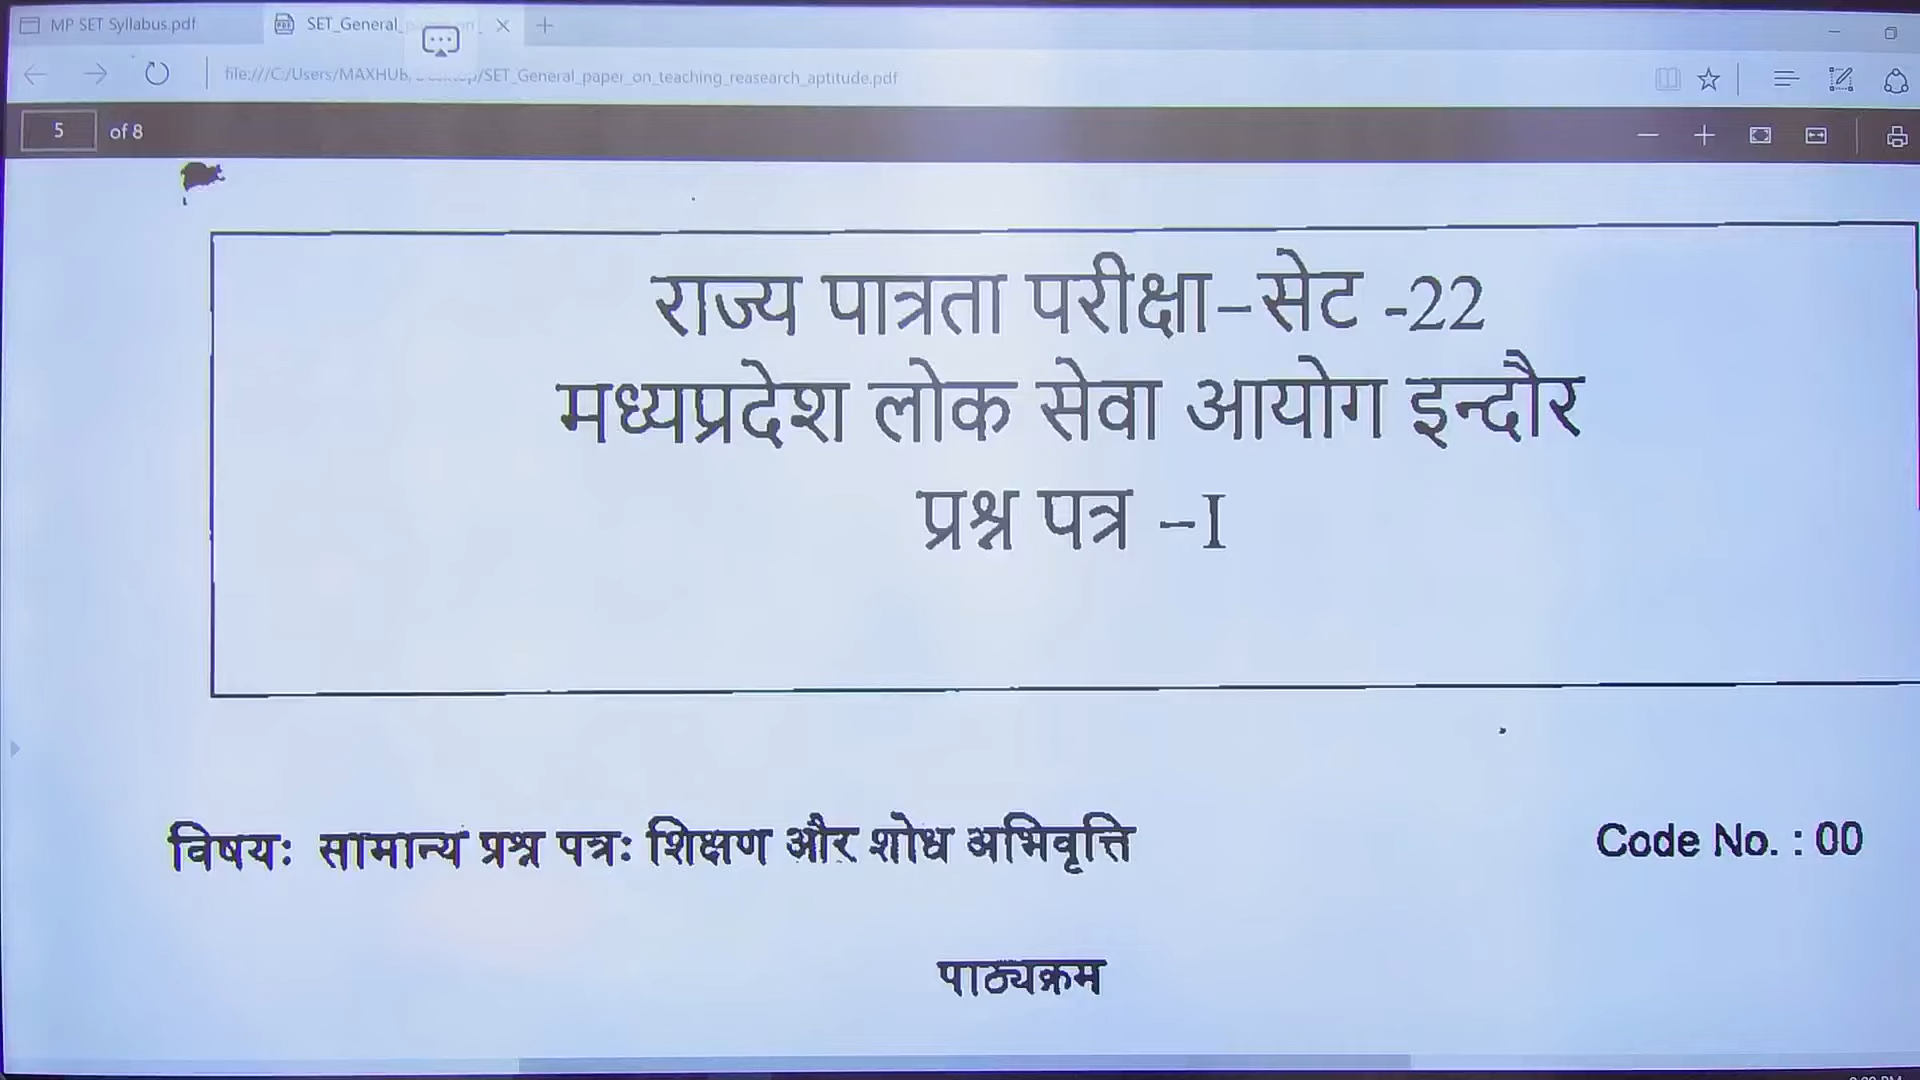 MP SET Syllabus.pdf
SET_General_
file:///C:/Users/MAXHUB/ /SET_General_paper_on_teaching_reasearch_aptitude.pdf
5 of 8
राज्य पात्रता परीक्षा-सेट -22
मध्यप्रदेश लोक सेवा आयोग इन्दौर
प्रश्न पत्र -I
विषयः सामान्य प्रश्न पत्रः शिक्षण और शोध अभिवृत्ति
Code No. : 00
पाठ्यक्रम